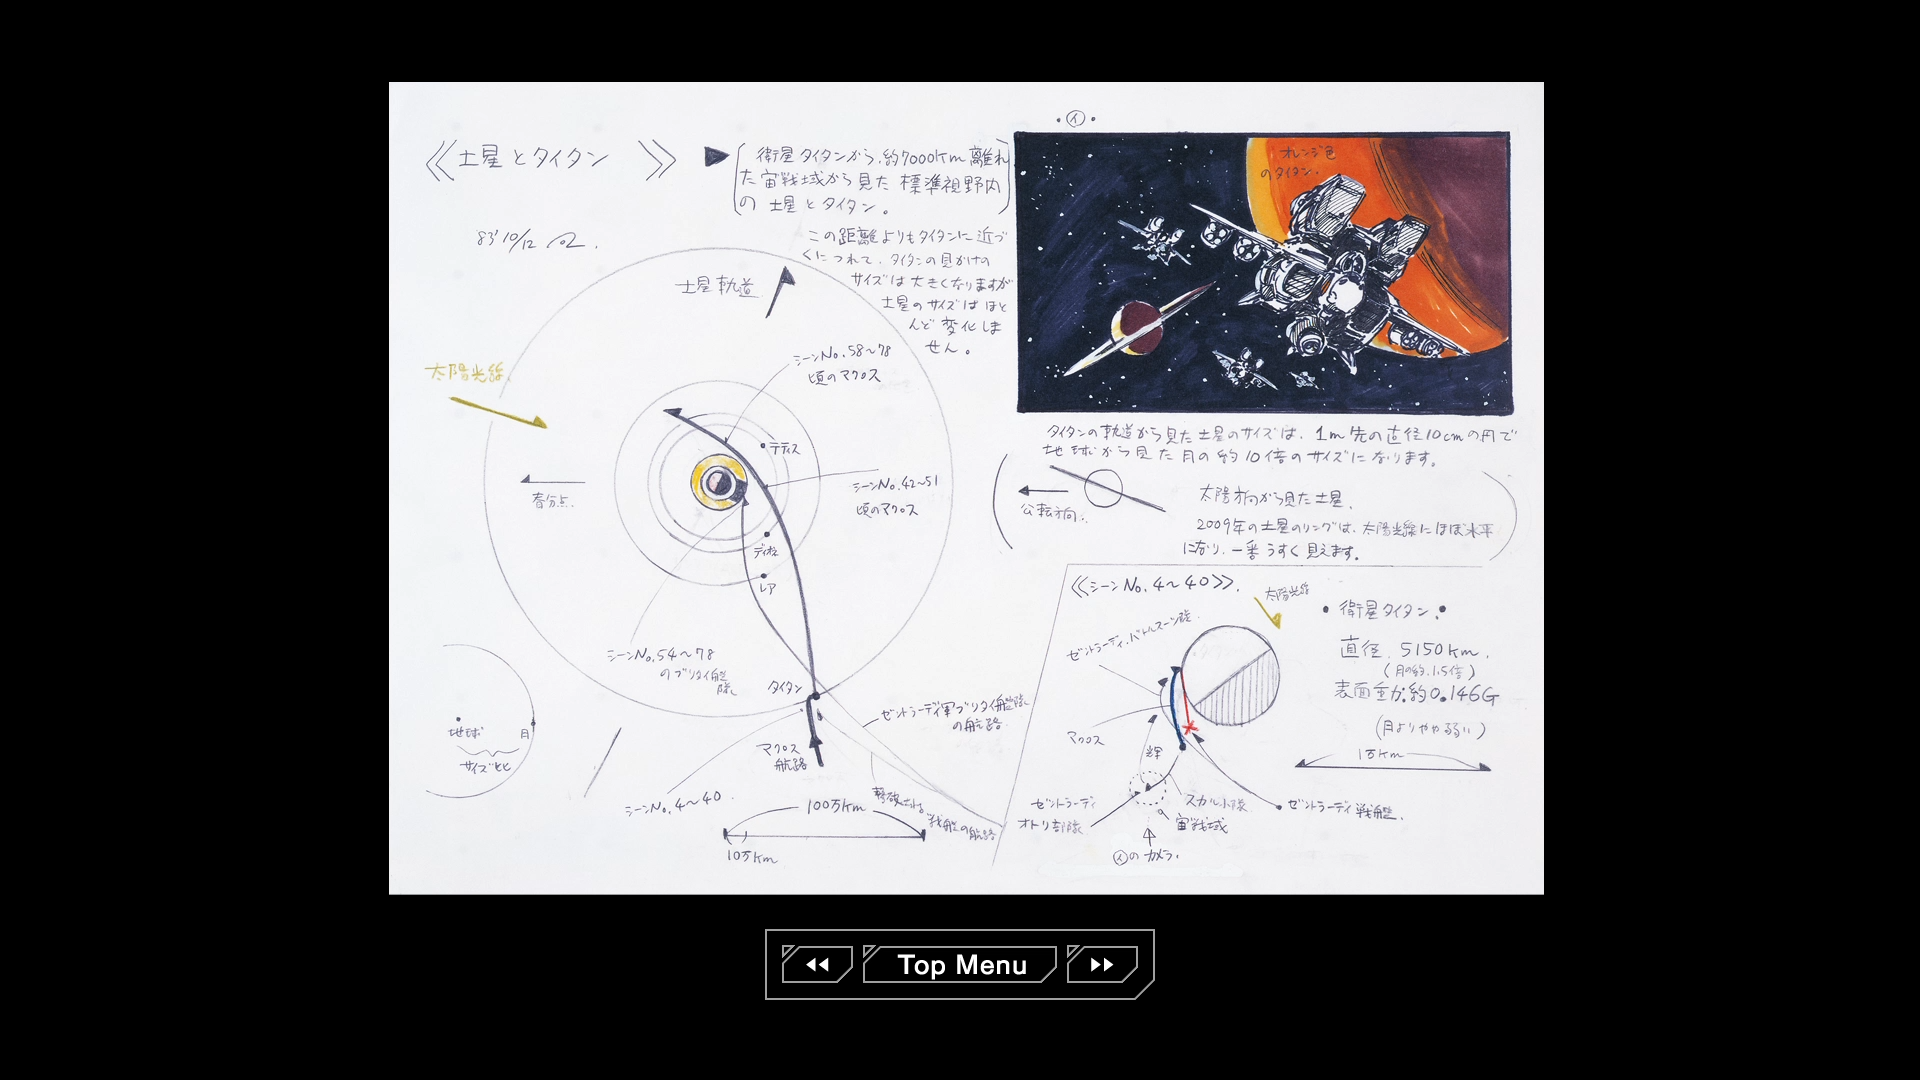 《土星とタイタン》
83' 10/12
衛星タイタンから、約7000Km離れ
た宙戦域から見た標準視野内
の土星とタイタン。
この距離よりもタイタンに近づ
くにつれて、タイタンの見かけの
サイズは大きくなりますが
土星のサイズはほと
んど変化しま
せん。
・㋑・
オレンジ色
のタイタン.
土星軌道
太陽光線.
春分点.
シーンNo.58~78
頃のマクロス
テティス
シーンNo.42~51
頃のマクロス
ディオネ
レア
シーンNo.54~78
のブリタイ艦
隊.
タイタン
ゼントラーディ軍ブリタイ艦隊
の航路
マクロス
航路
シーンNo.4~40.
撃破される
戦艦の航路
100万Km
10万Km
地球
月
サイズ比
タイタンの軌道から見た土星のサイズは、1m先の直径10cmの円で
地球から見た月の約10倍のサイズになります。
公転方向.
太陽方向から見た土星.
2009年の土星のリングは、太陽光線にほぼ水平
になり、一番うすく見えます。
《シーンNo.4~40》.
太陽光線
ゼントラーディ.バトルスーツ隊.
マクロス
輝
ゼントラーディ
オトリ部隊
スカル小隊.
宙戦域
㋑のカメラ.
ゼントラーディ戦艦.
・衛星タイタン.・
直径. 5150Km.
(月の約.1.5倍)
表面重力.約0.146G
(月よりやや弱い)
1万Km
Top Menu